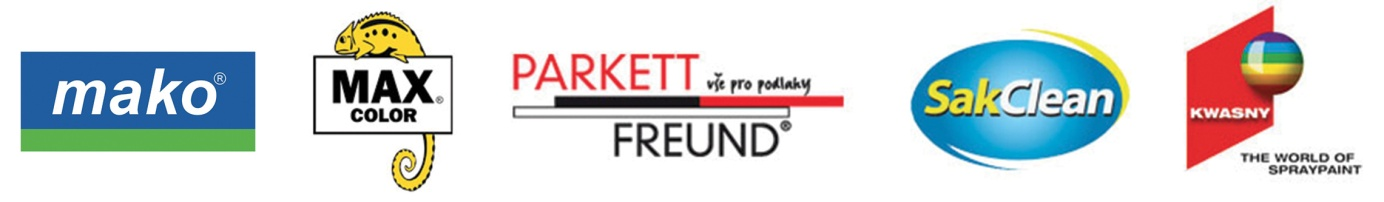 mako®
MAX
COLOR®
PARKETT
vše pro podlahy
FREUND®
SakClean
KWASNY
THE WORLD OF
SPRAYPAINT